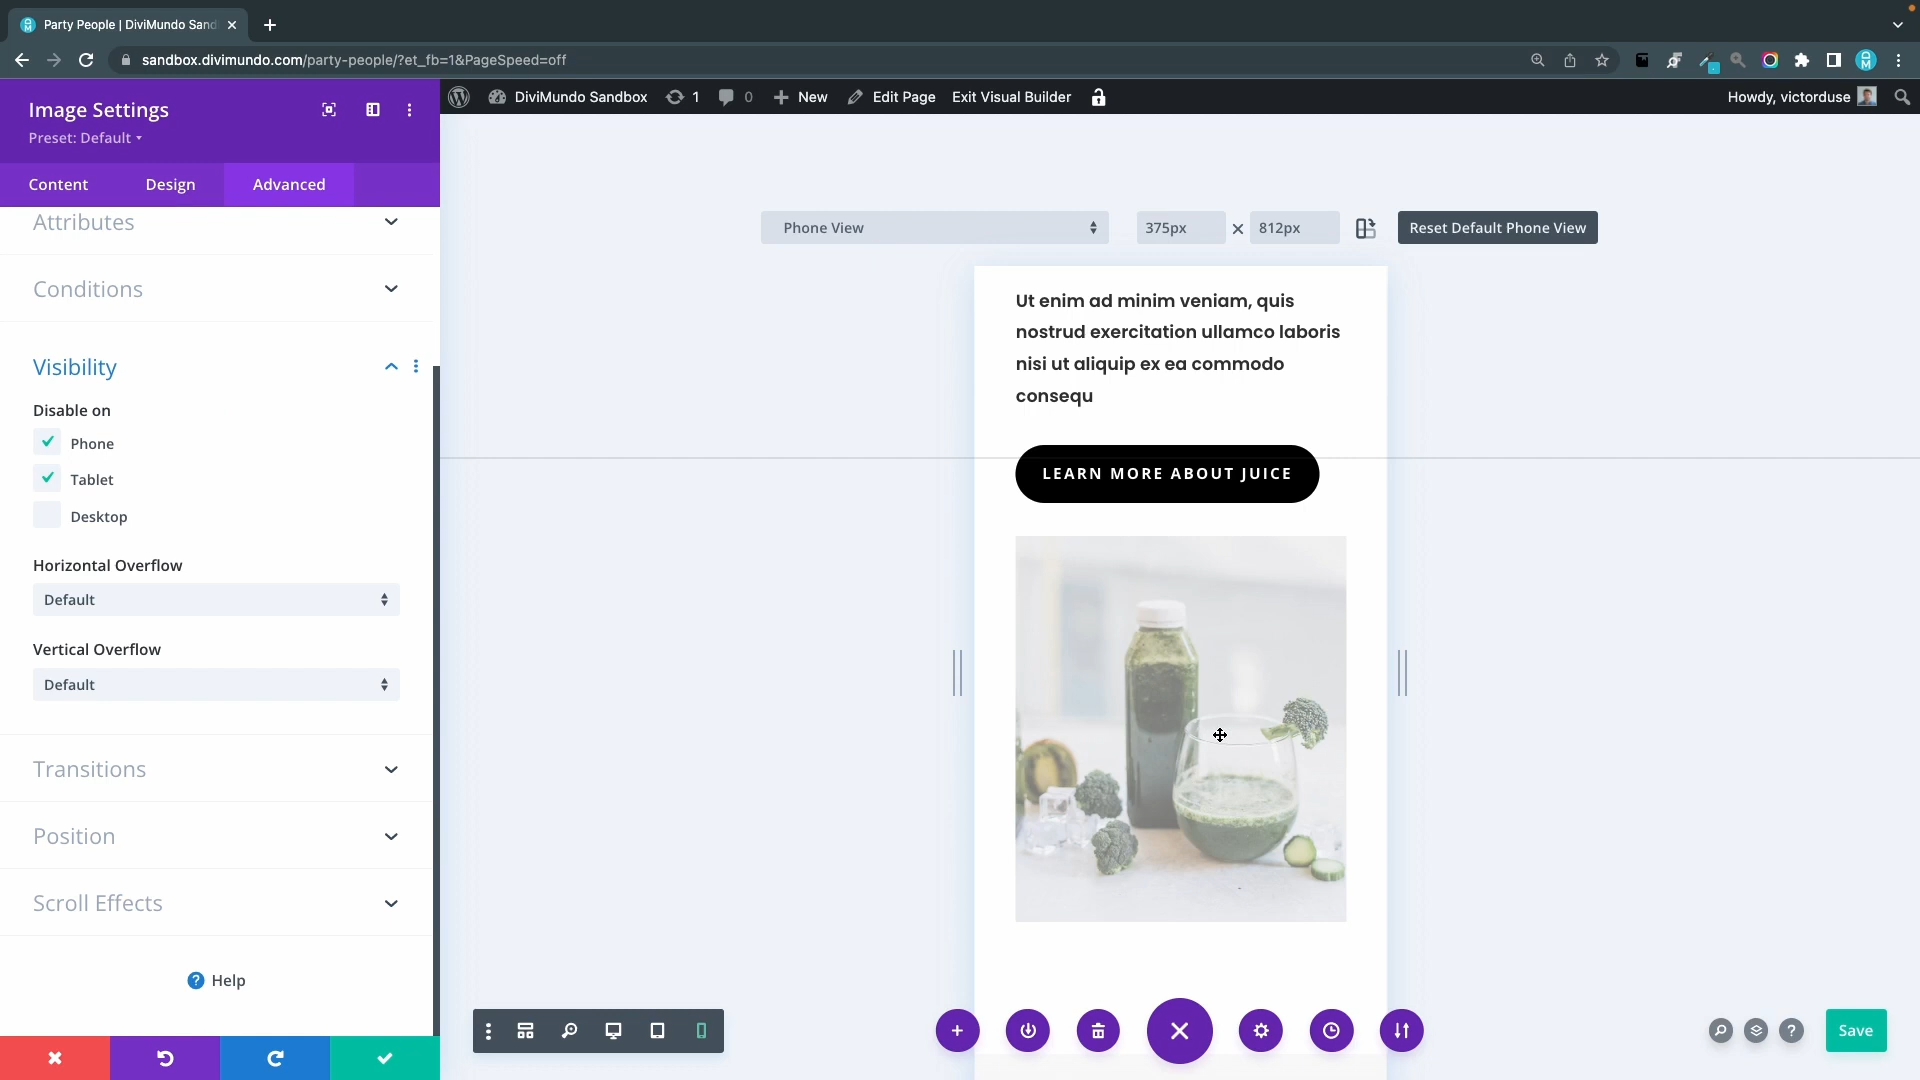 Party People | DiviMundo Sand
sandbox.divimundo.com/party-people/?et_fb=1&PageSpeed=off
Image Settings
Preset: Default
Content Design Advanced
DiviMundo Sandbox 1 0 New Edit Page Exit Visual Builder Howdy, victorduse
Attributes
Conditions
Visibility
Disable on
Phone
Tablet
Desktop
Horizontal Overflow
Default
Vertical Overflow
Default
Transitions
Position
Scroll Effects
? Help
Phone View 375px × 812px Reset Default Phone View
Ut enim ad minim veniam, quis
nostrud exercitation ullamco laboris
nisi ut aliquip ex ea commodo
consequ
LEARN MORE ABOUT JUICE
? Save